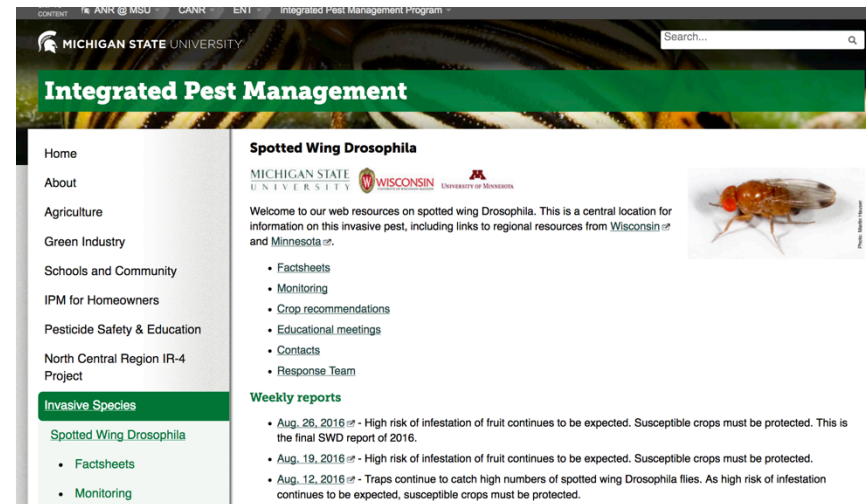 CONTENT ANR @ MSU CANR ENT Integrated Pest Management Program
MICHIGAN STATE UNIVERSITY
Search...
Integrated Pest Management
Home
About
Agriculture
Green Industry
Schools and Community
IPM for Homeowners
Pesticide Safety & Education
North Central Region IR-4
Project
Invasive Species
Spotted Wing Drosophila
• Factsheets
• Monitoring
Spotted Wing Drosophila
MICHIGAN STATE
UNIVERSITY
WISCONSIN
UNIVERSITY OF MINNESOTA
Welcome to our web resources on spotted wing Drosophila. This is a central location for
information on this invasive pest, including links to regional resources from Wisconsin
and Minnesota.
• Factsheets
• Monitoring
• Crop recommendations
• Educational meetings
• Contacts
• Response Team
Photo: Martin Hauser
Weekly reports
• Aug. 26, 2016 - High risk of infestation of fruit continues to be expected. Susceptible crops must be protected. This is
the final SWD report of 2016.
• Aug. 19, 2016 - High risk of infestation of fruit continues to be expected. Susceptible crops must be protected.
• Aug. 12, 2016 - Traps continue to catch high numbers of spotted wing Drosophila flies. As high risk of infestation
continues to be expected, susceptible crops must be protected.